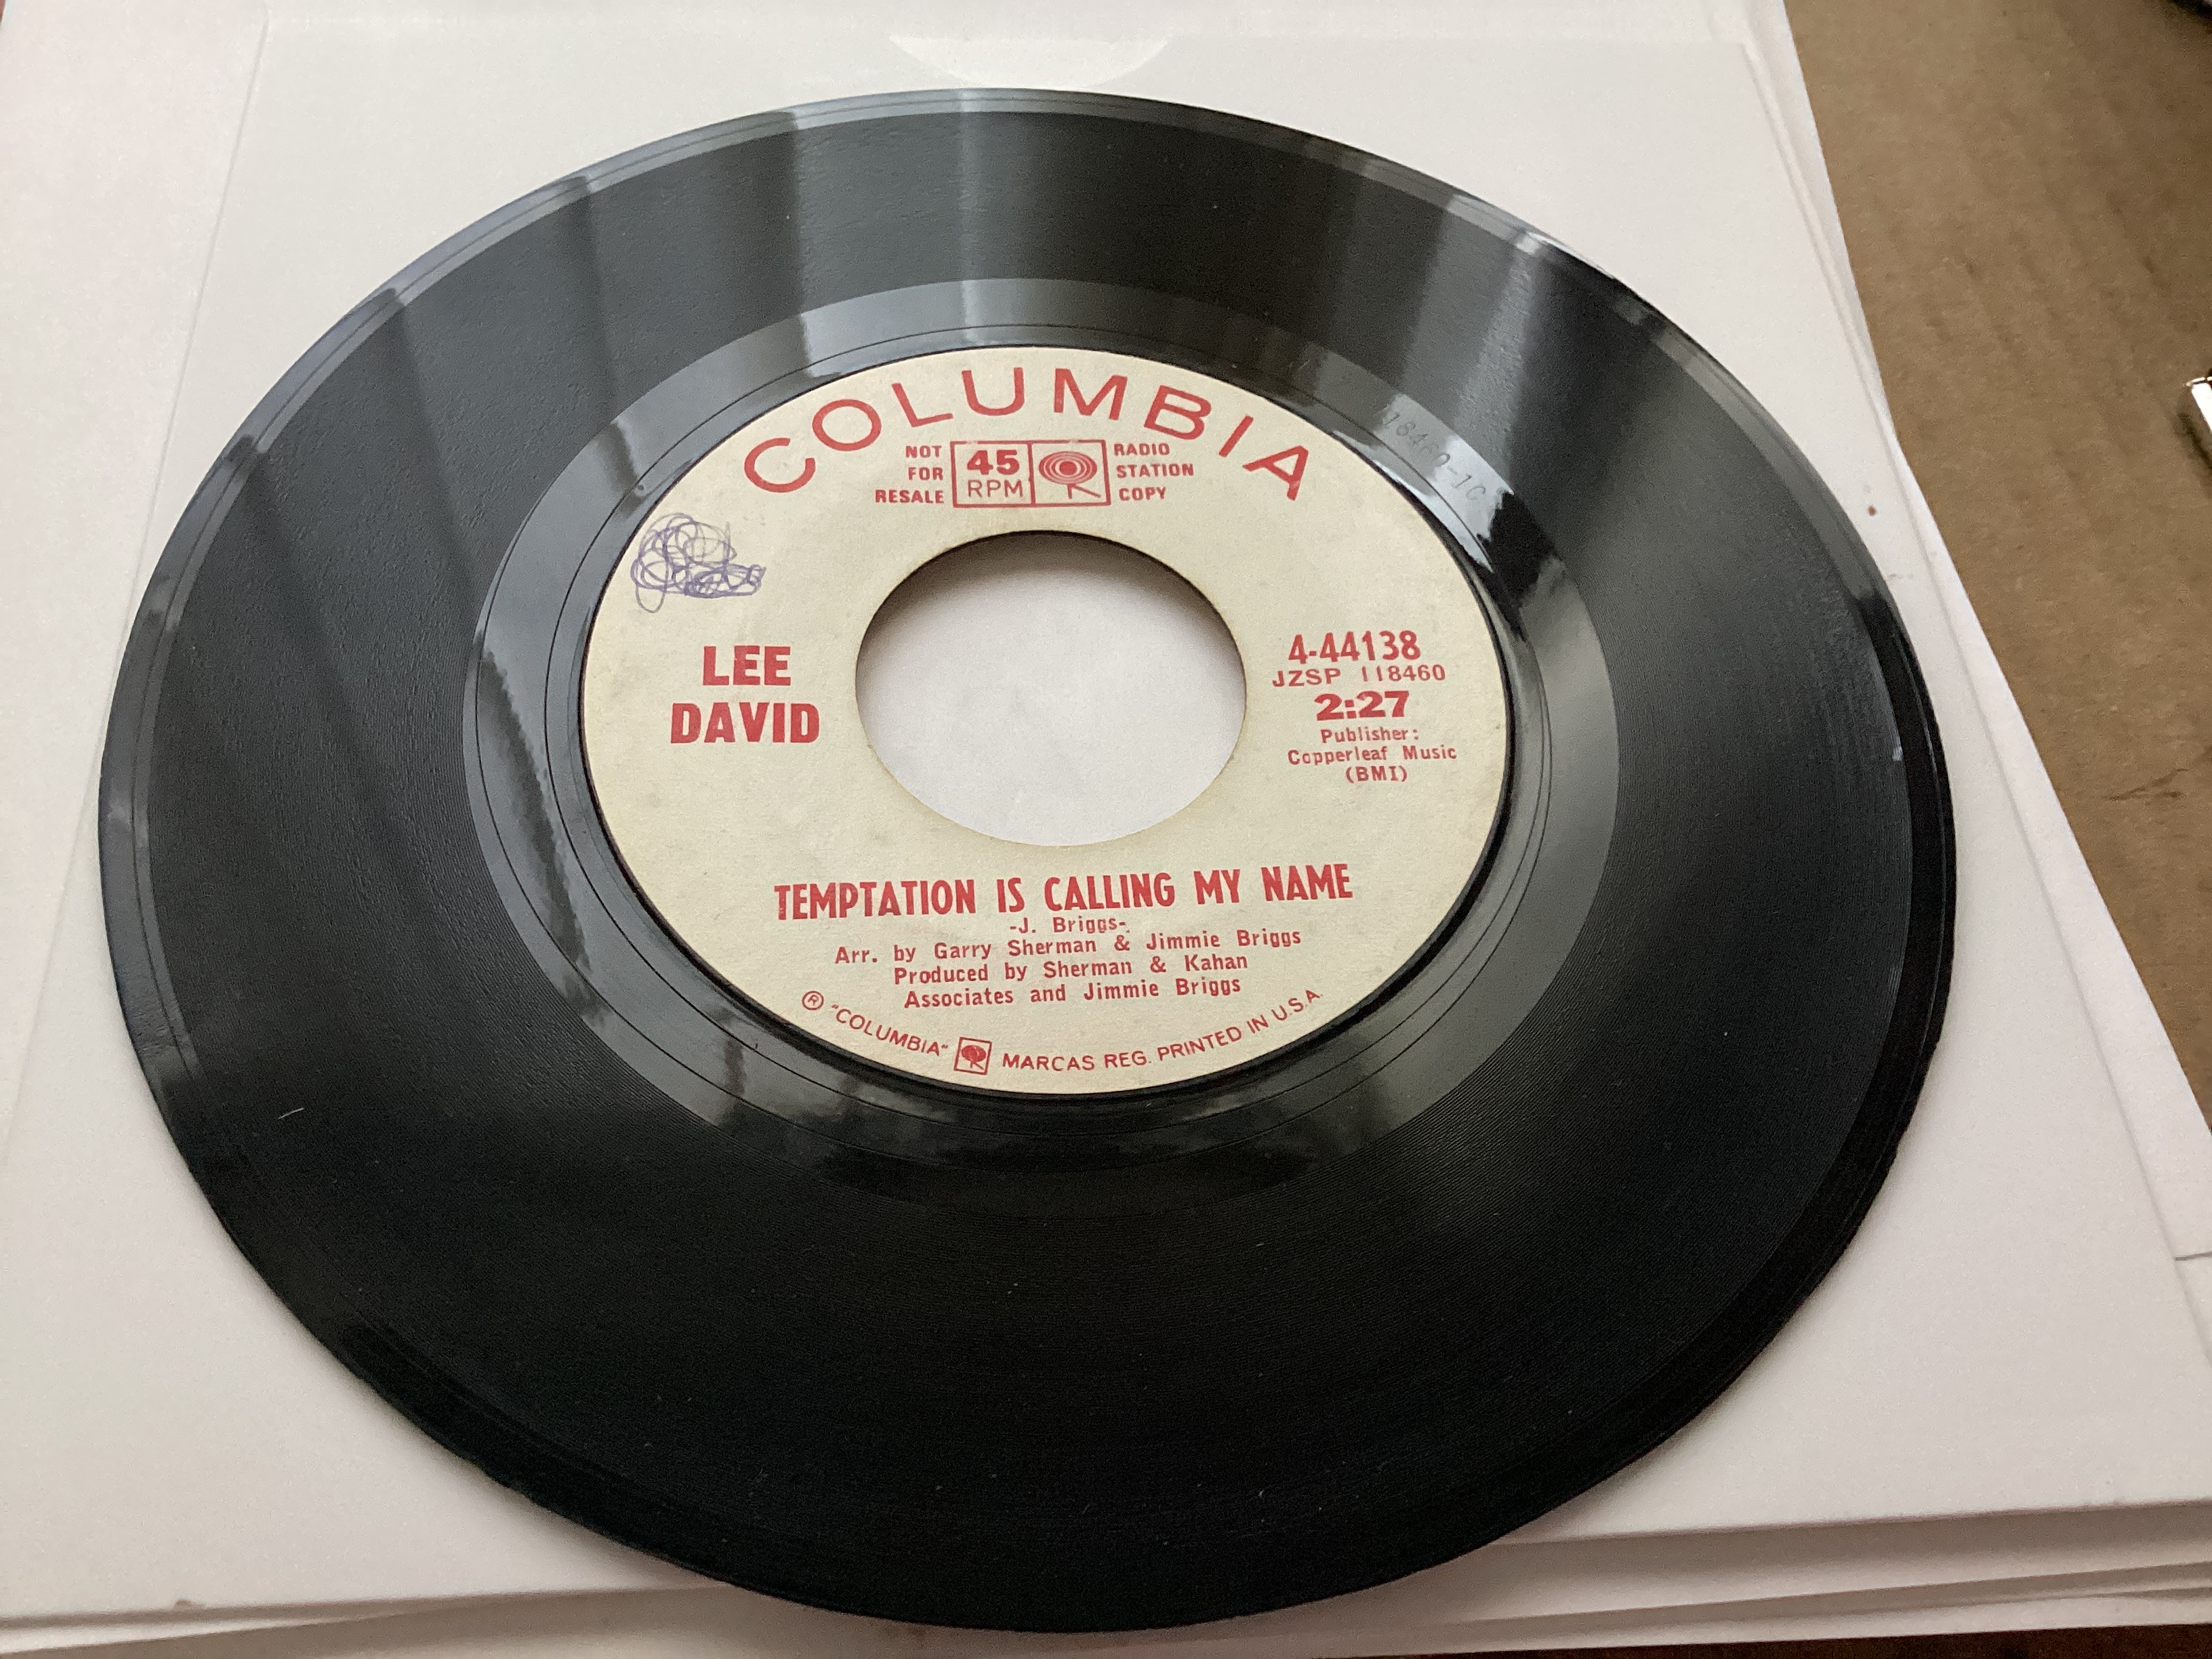 COLUMBIA
NOT FOR RESALE
45 RPM
RADIO STATION COPY
LEE DAVID
4-44138
JZSP 118460
2:27
Publisher:
Copperleaf Music
(BMI)
TEMPTATION IS CALLING MY NAME
-J. Briggs-
Arr. by Garry Sherman & Jimmie Briggs
Produced by Sherman & Kahan
Associates and Jimmie Briggs
® "COLUMBIA" MARCAS REG. PRINTED IN U.S.A.